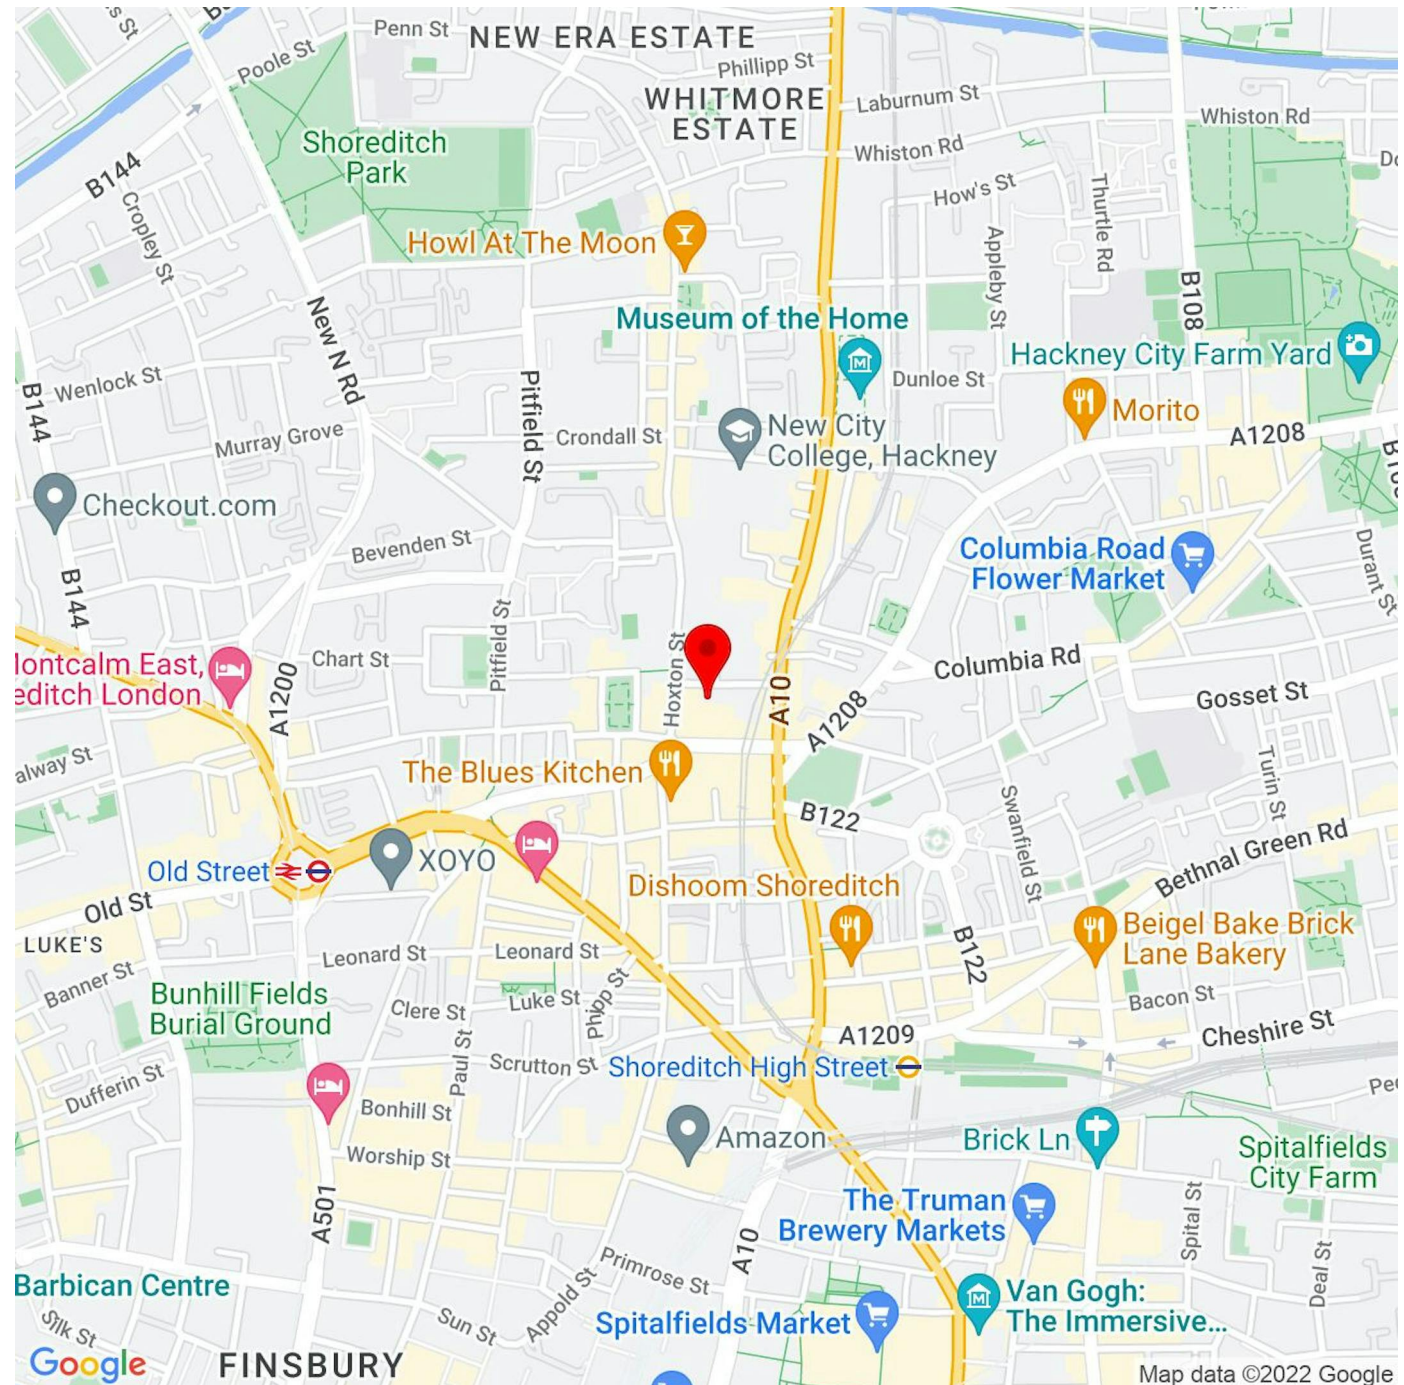 Penn St
NEW ERA ESTATE
Poole St
Phillipp St
WHITMORE
ESTATE
Laburnum St
Whiston Rd
Shoreditch
Park
Whiston Rd
B144
How's St
Thurtle Rd
Cropley St
Howl At The Moon
Appleby St
B108
New N Rd
Museum of the Home
Hackney City Farm Yard
Wenlock St
B144
Pitfield St
Dunloe St
Morito
Murray Grove
Crondall St
New City
College, Hackney
A1208
Checkout.com
Bevenden St
Columbia Road
Flower Market
Durant St
B144
Pitfield St
Chart St
Hoxton St
Columbia Rd
Montcalm East,
editch London
A1200
A10
A1208
Gosset St
alway St
The Blues Kitchen
Turin St
Swanfield St
B122
Old Street
XOYO
Bethnal Green Rd
Dishoom Shoreditch
Old St
LUKE'S
Beigel Bake Brick
Lane Bakery
Leonard St
Leonard St
B122
Banner St
Bunhill Fields
Burial Ground
Clere St
Luke St
Phipp St
Bacon St
A1209
Cheshire St
Paul St
Scrutton St
Shoreditch High Street
Dufferin St
Bonhill St
Amazon
Brick Ln
Spitalfields
City Farm
Worship St
A501
The Truman
Brewery Markets
Spital St
A10
Primrose St
Deal St
Barbican Centre
Appold St
Van Gogh:
The Immersive...
Silk St
Sun St
Spitalfields Market
Google
FINSBURY
Map data ©2022 Google